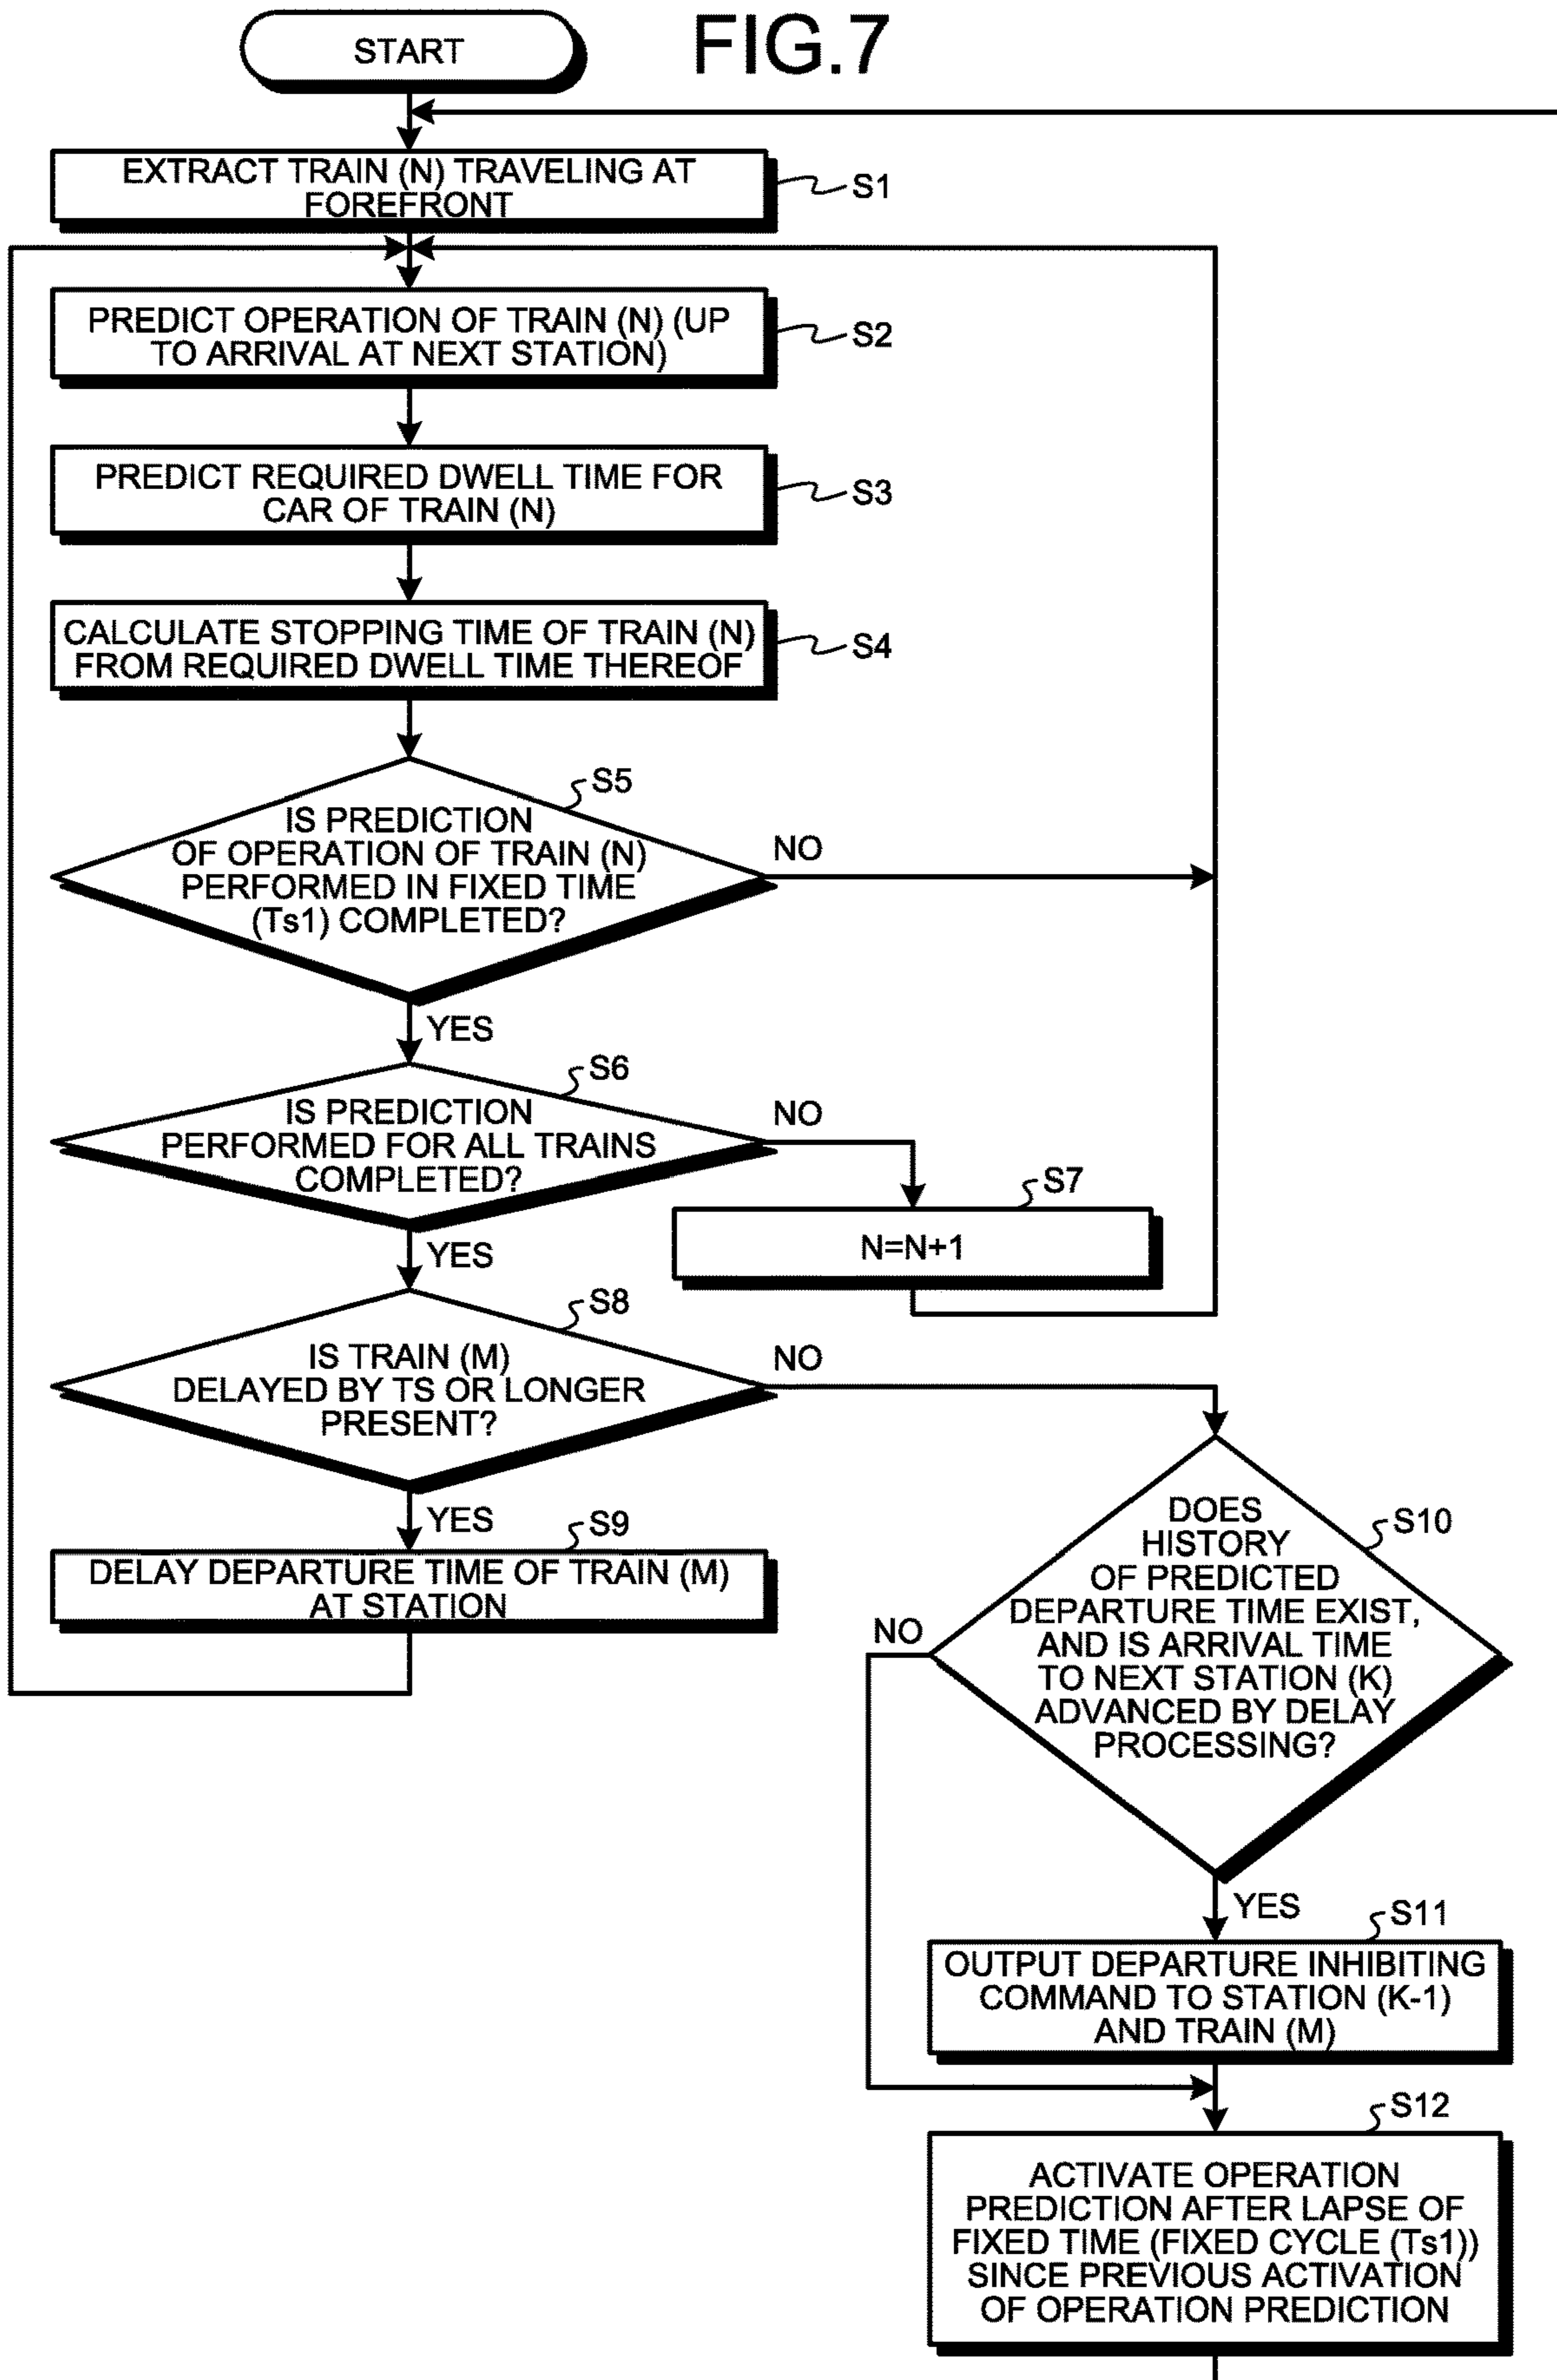 FIG.7
START
EXTRACT TRAIN (N) TRAVELING AT
FOREFRONT
S1
PREDICT OPERATION OF TRAIN (N) (UP
TO ARRIVAL AT NEXT STATION)
S2
PREDICT REQUIRED DWELL TIME FOR
CAR OF TRAIN (N)
S3
CALCULATE STOPPING TIME OF TRAIN (N)
FROM REQUIRED DWELL TIME THEREOF
S4
S5
IS PREDICTION
OF OPERATION OF TRAIN (N)
PERFORMED IN FIXED TIME
(Ts1) COMPLETED?
NO
YES
S6
IS PREDICTION
PERFORMED FOR ALL TRAINS
COMPLETED?
NO
S7
N=N+1
YES
S8
IS TRAIN (M)
DELAYED BY TS OR LONGER
PRESENT?
NO
YES
S9
DELAY DEPARTURE TIME OF TRAIN (M)
AT STATION
S10
DOES
HISTORY
OF PREDICTED
DEPARTURE TIME EXIST,
AND IS ARRIVAL TIME
TO NEXT STATION (K)
ADVANCED BY DELAY
PROCESSING?
NO
YES
S11
OUTPUT DEPARTURE INHIBITING
COMMAND TO STATION (K-1)
AND TRAIN (M)
S12
ACTIVATE OPERATION
PREDICTION AFTER LAPSE OF
FIXED TIME (FIXED CYCLE (Ts1))
SINCE PREVIOUS ACTIVATION
OF OPERATION PREDICTION